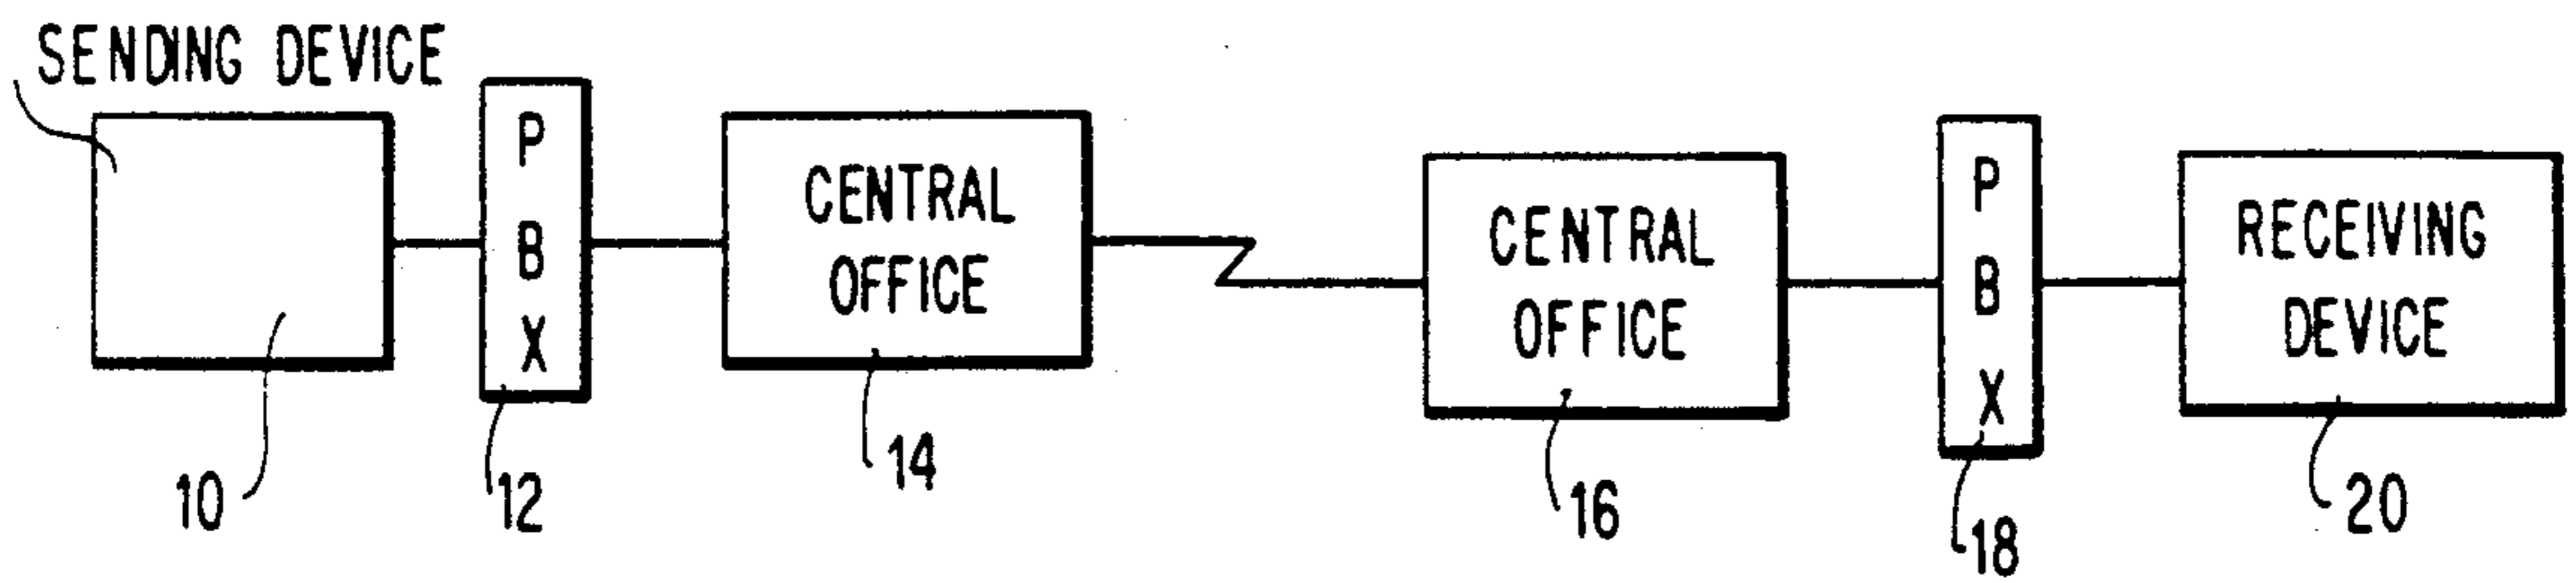 SENDING DEVICE
P
B
X
CENTRAL
OFFICE
CENTRAL
OFFICE
P
B
X
RECEIVING
DEVICE
10
12
14
16
18
20